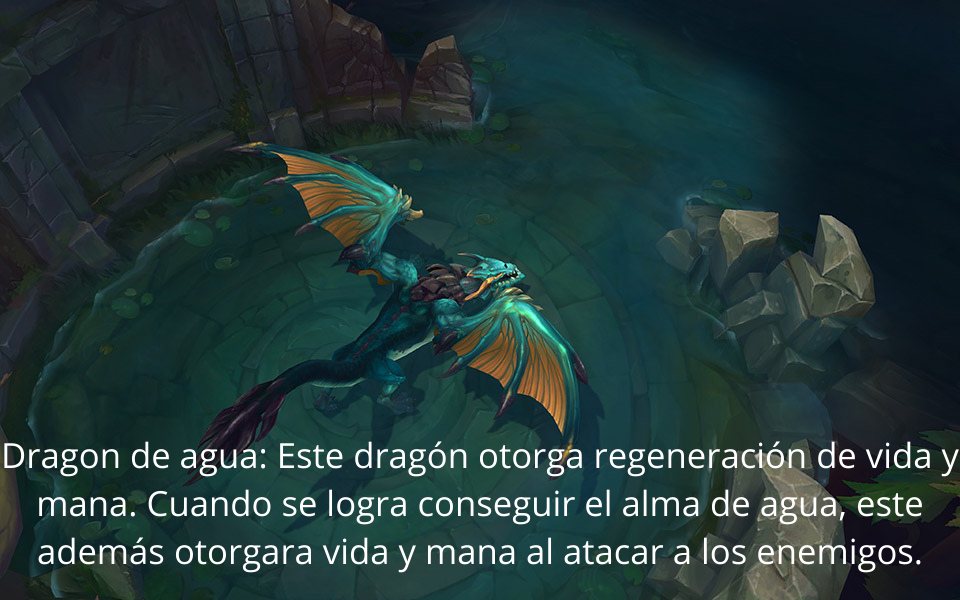 Dragon de agua: Este dragón otorga regeneración de vida y
mana. Cuando se logra conseguir el alma de agua, este
además otorgara vida y mana al atacar a los enemigos.